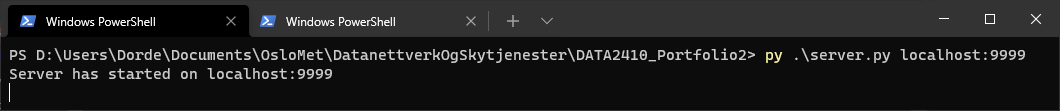 Windows PowerShell
Windows PowerShell
PS D:\Users\Dorde\Documents\OsloMet\DatanettverkOgSkytjenester\DATA2410_Portfolio2> py .\server.py localhost:9999
Server has started on localhost:9999